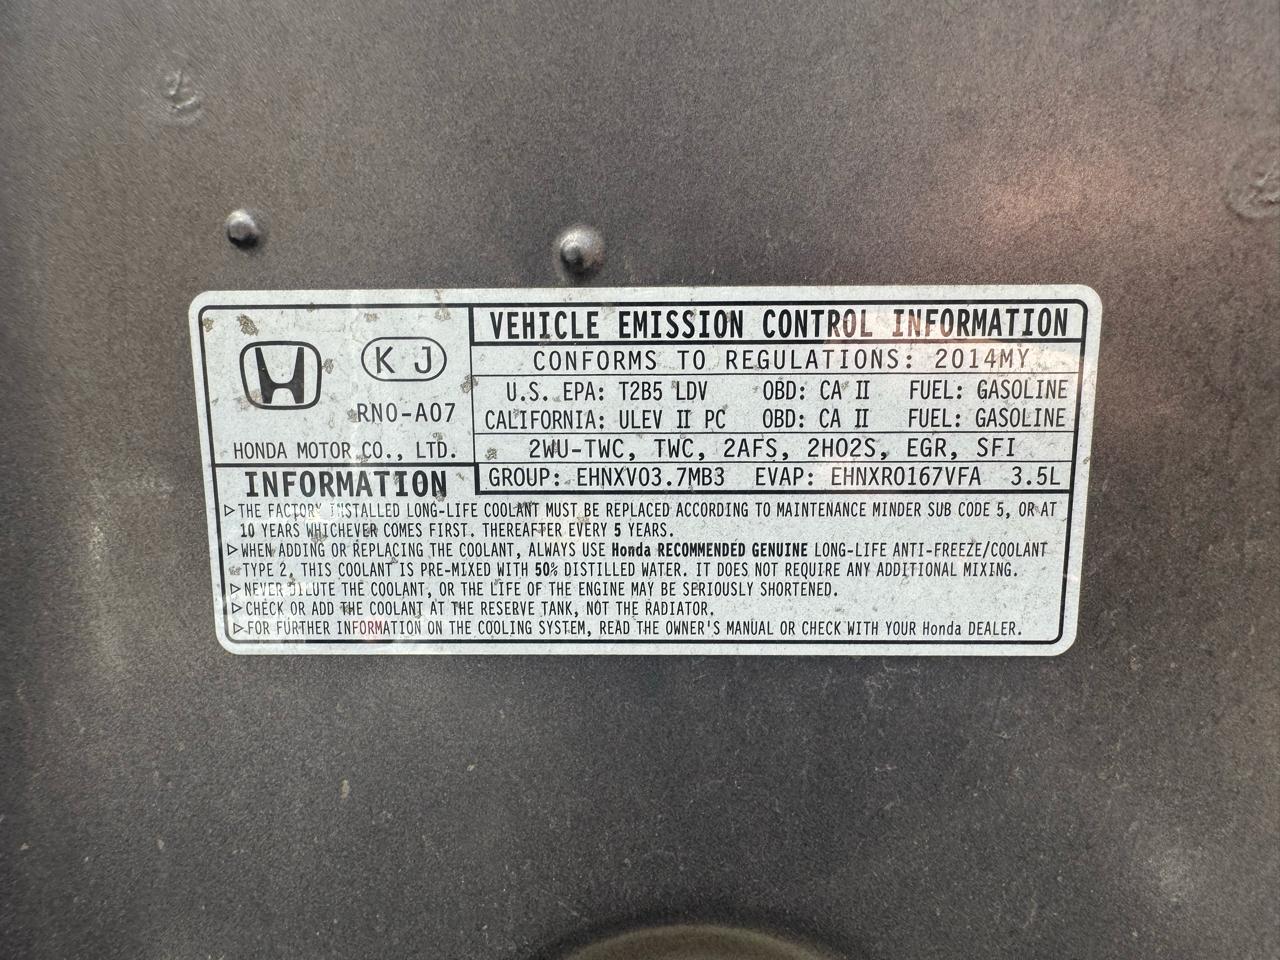 K J
RN0-A07
HONDA MOTOR CO., LTD.
VEHICLE EMISSION CONTROL INFORMATION
CONFORMS TO REGULATIONS: 2014MY
U.S. EPA: T2B5 LDV OBD: CA II FUEL: GASOLINE
CALIFORNIA: ULEV II PC OBD: CA II FUEL: GASOLINE
2WU-TWC, TWC, 2AFS, 2HO2S, EGR, SFI
GROUP: EHNXV03.7MB3 EVAP: EHNXR0167VFA 3.5L
INFORMATION
▷THE FACTORY INSTALLED LONG-LIFE COOLANT MUST BE REPLACED ACCORDING TO MAINTENANCE MINDER SUB CODE 5, OR AT
10 YEARS WHICHEVER COMES FIRST. THEREAFTER EVERY 5 YEARS.
▷WHEN ADDING OR REPLACING THE COOLANT, ALWAYS USE Honda RECOMMENDED GENUINE LONG-LIFE ANTI-FREEZE/COOLANT
TYPE 2. THIS COOLANT IS PRE-MIXED WITH 50% DISTILLED WATER. IT DOES NOT REQUIRE ANY ADDITIONAL MIXING.
▷NEVER DILUTE THE COOLANT, OR THE LIFE OF THE ENGINE MAY BE SERIOUSLY SHORTENED.
▷CHECK OR ADD THE COOLANT AT THE RESERVE TANK, NOT THE RADIATOR.
▷FOR FURTHER INFORMATION ON THE COOLING SYSTEM, READ THE OWNER'S MANUAL OR CHECK WITH YOUR Honda DEALER.